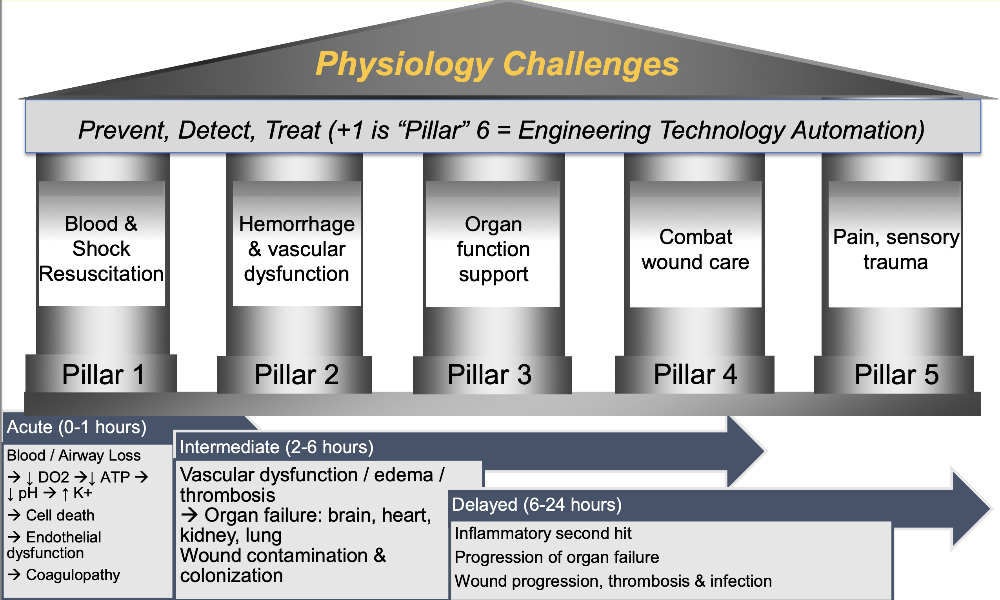 Physiology Challenges
Prevent, Detect, Treat (+1 is “Pillar” 6 = Engineering Technology Automation)
Blood &
Shock
Resuscitation
Hemorrhage
& vascular
dysfunction
Organ
function
support
Combat
wound care
Pain, sensory
trauma
Pillar 1
Pillar 2
Pillar 3
Pillar 4
Pillar 5
Acute (0-1 hours)
Blood / Airway Loss
→ ↓ DO2 →↓ ATP →
↓ pH → ↑ K+
→ Cell death
→ Endothelial
dysfunction
→ Coagulopathy
Intermediate (2-6 hours)
Vascular dysfunction / edema /
thrombosis
→ Organ failure: brain, heart,
kidney, lung
Wound contamination &
colonization
Delayed (6-24 hours)
Inflammatory second hit
Progression of organ failure
Wound progression, thrombosis & infection